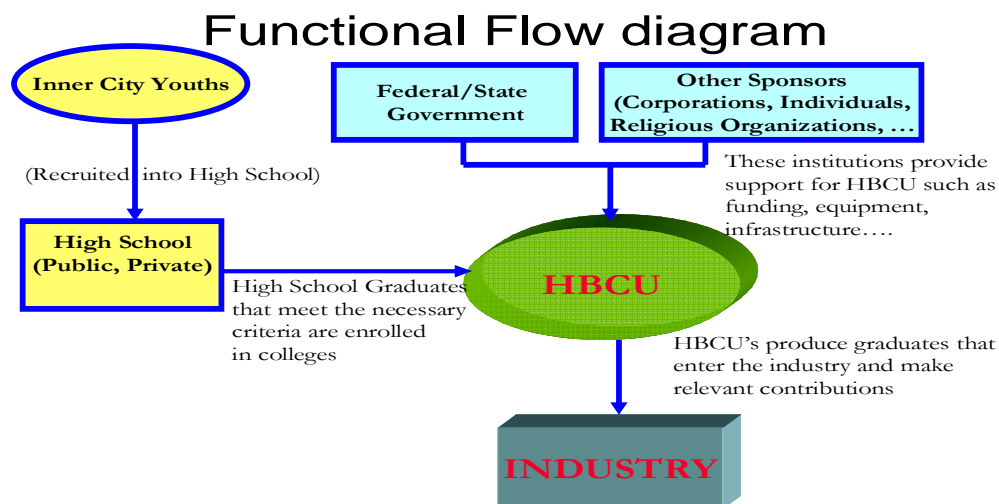 Functional Flow diagram
Inner City Youths
Federal/State
Government
Other Sponsors
(Corporations, Individuals,
Religious Organizations, …
(Recruited into High School)
These institutions provide
support for HBCU such as
funding, equipment,
infrastructure….
High School
(Public, Private)
High School Graduates
that meet the necessary
criteria are enrolled
in colleges
HBCU
HBCU’s produce graduates that
enter the industry and make
relevant contributions
INDUSTRY